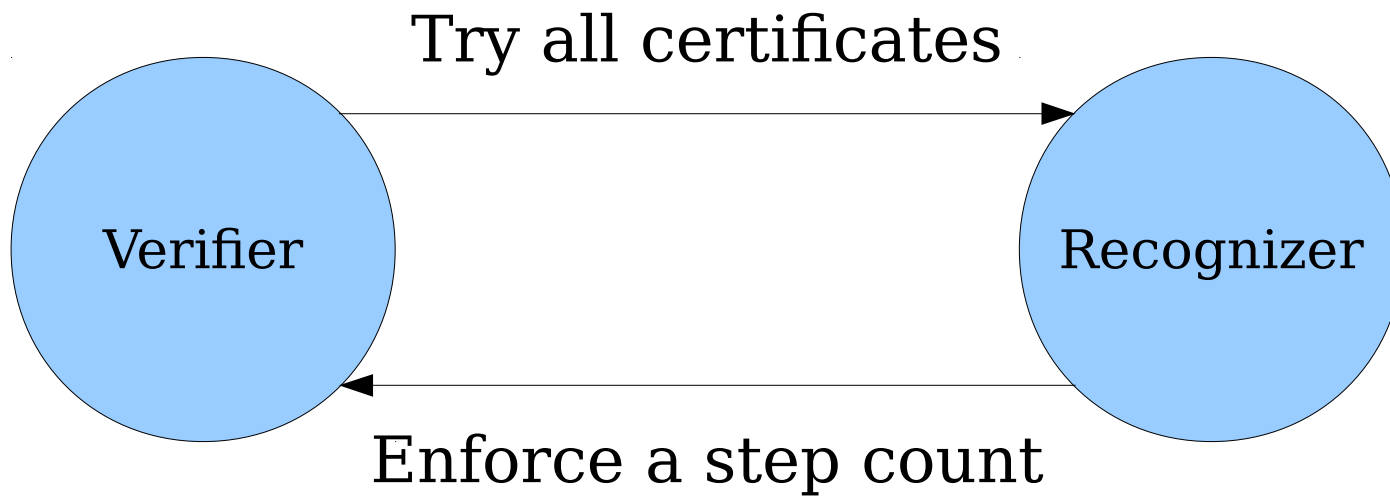 Try all certificates
Verifier
Recognizer
Enforce a step count